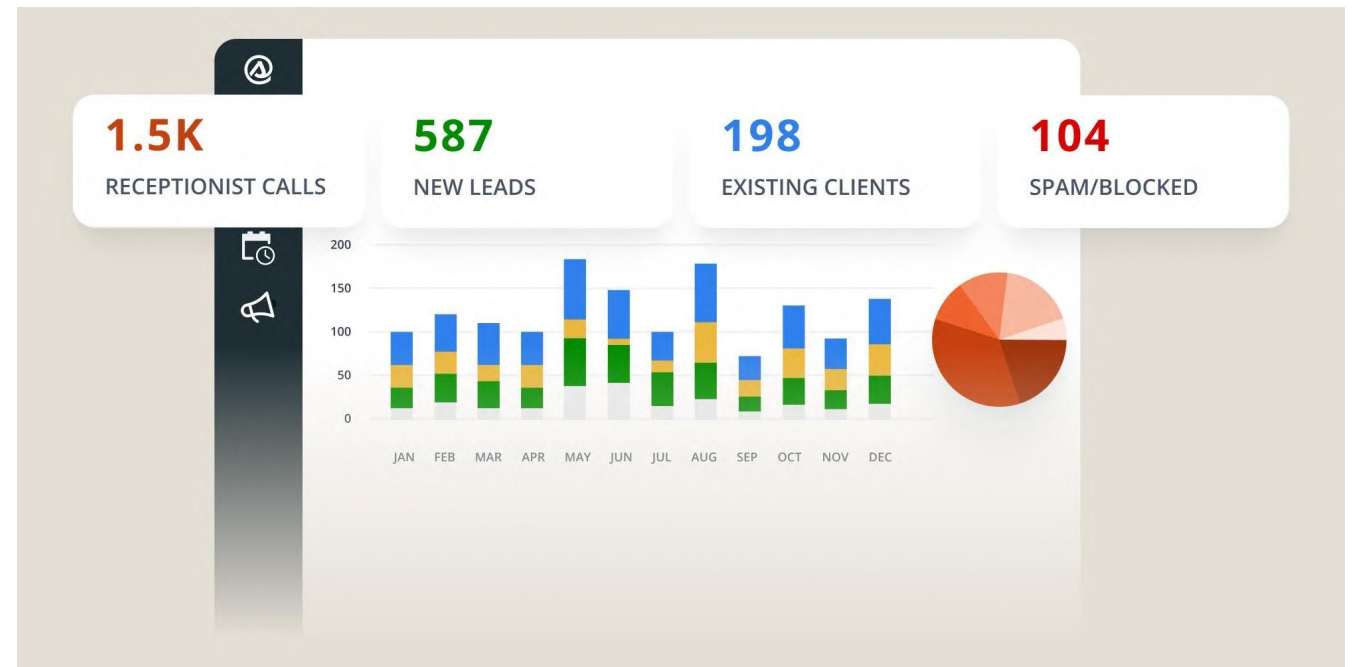 1.5K
RECEPTIONIST CALLS
587
NEW LEADS
198
EXISTING CLIENTS
104
SPAM/BLOCKED
200
150
100
50
0
JAN FEB MAR APR MAY JUN JUL AUG SEP OCT NOV DEC